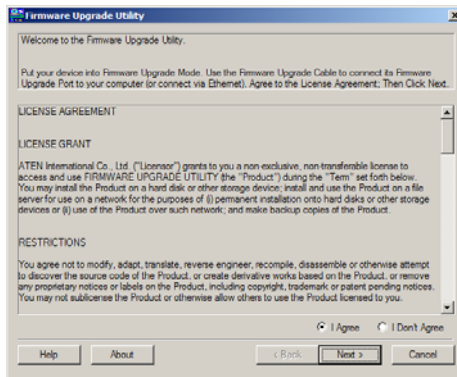 Firmware Upgrade Utility
Welcome to the Firmware Upgrade Utility.
Put your device into Firmware Upgrade Mode. Use the Firmware Upgrade Cable to connect its Firmware
Upgrade Port to your computer (or connect via Ethernet). Agree to the License Agreement; Then Click Next.
LICENSE AGREEMENT
LICENSE GRANT
ATEN International Co., Ltd. ("Licensor") grants to you a non-exclusive, non-transferable license to
access and use FIRMWARE UPGRADE UTILITY (the "Product") during the "Term" set forth below.
You may install the Product on a hard disk or other storage device; install and use the Product on a file
server for use on a network for the purposes of (i) permanent installation onto hard disks or other storage
devices or (ii) use of the Product over such network; and make backup copies of the Product.
RESTRICTIONS
You agree not to modify, adapt, translate, reverse engineer, recompile, disassemble or otherwise attempt
to discover the source code of the Product, or create derivative works based on the Product, or remove
any proprietary notices or labels on the Product, including copyright, trademark or patent pending notices.
You may not sublicense the Product or otherwise allow others to use the Product licensed to you.
I Agree I Don't Agree
Help About < Back Next > Cancel